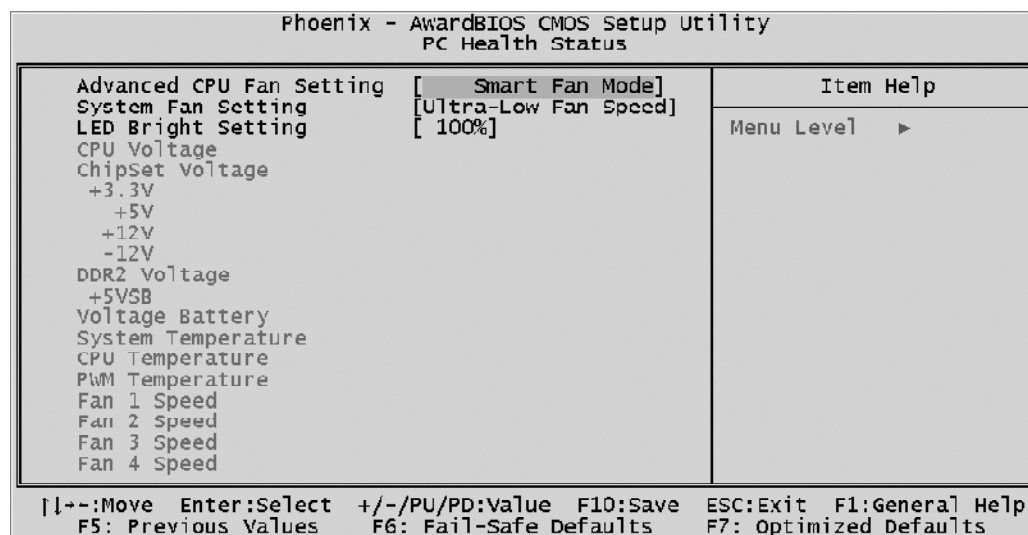 Phoenix - AwardBIOS CMOS Setup Utility
PC Health Status
Advanced CPU Fan Setting [ Smart Fan Mode]
System Fan Setting [Ultra-Low Fan Speed]
LED Bright Setting [ 100%]
CPU Voltage
ChipSet Voltage
+3.3V
+5V
+12V
-12V
DDR2 Voltage
+5VSB
Voltage Battery
System Temperature
CPU Temperature
PWM Temperature
Fan 1 Speed
Fan 2 Speed
Fan 3 Speed
Fan 4 Speed
Item Help
Menu Level ►
↑↓→←:Move Enter:Select +/-/PU/PD:Value F10:Save ESC:Exit F1:General Help
F5: Previous Values F6: Fail-Safe Defaults F7: Optimized Defaults